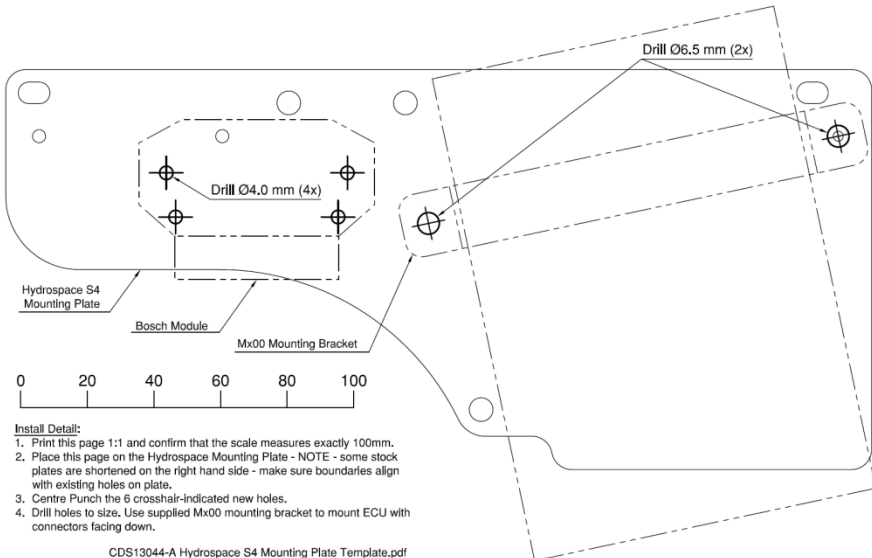 Drill Ø6.5 mm (2x)
Drill Ø4.0 mm (4x)
Hydrospace S4
Mounting Plate
Bosch Module
Mx00 Mounting Bracket
0 20 40 60 80 100
Install Detail:
1. Print this page 1:1 and confirm that the scale measures exactly 100mm.
2. Place this page on the Hydrospace Mounting Plate - NOTE - some stock
plates are shortened on the right hand side - make sure boundaries align
with existing holes on plate.
3. Centre Punch the 6 crosshair-indicated new holes.
4. Drill holes to size. Use supplied Mx00 mounting bracket to mount ECU with
connectors facing down.
CDS13044-A Hydrospace S4 Mounting Plate Template.pdf